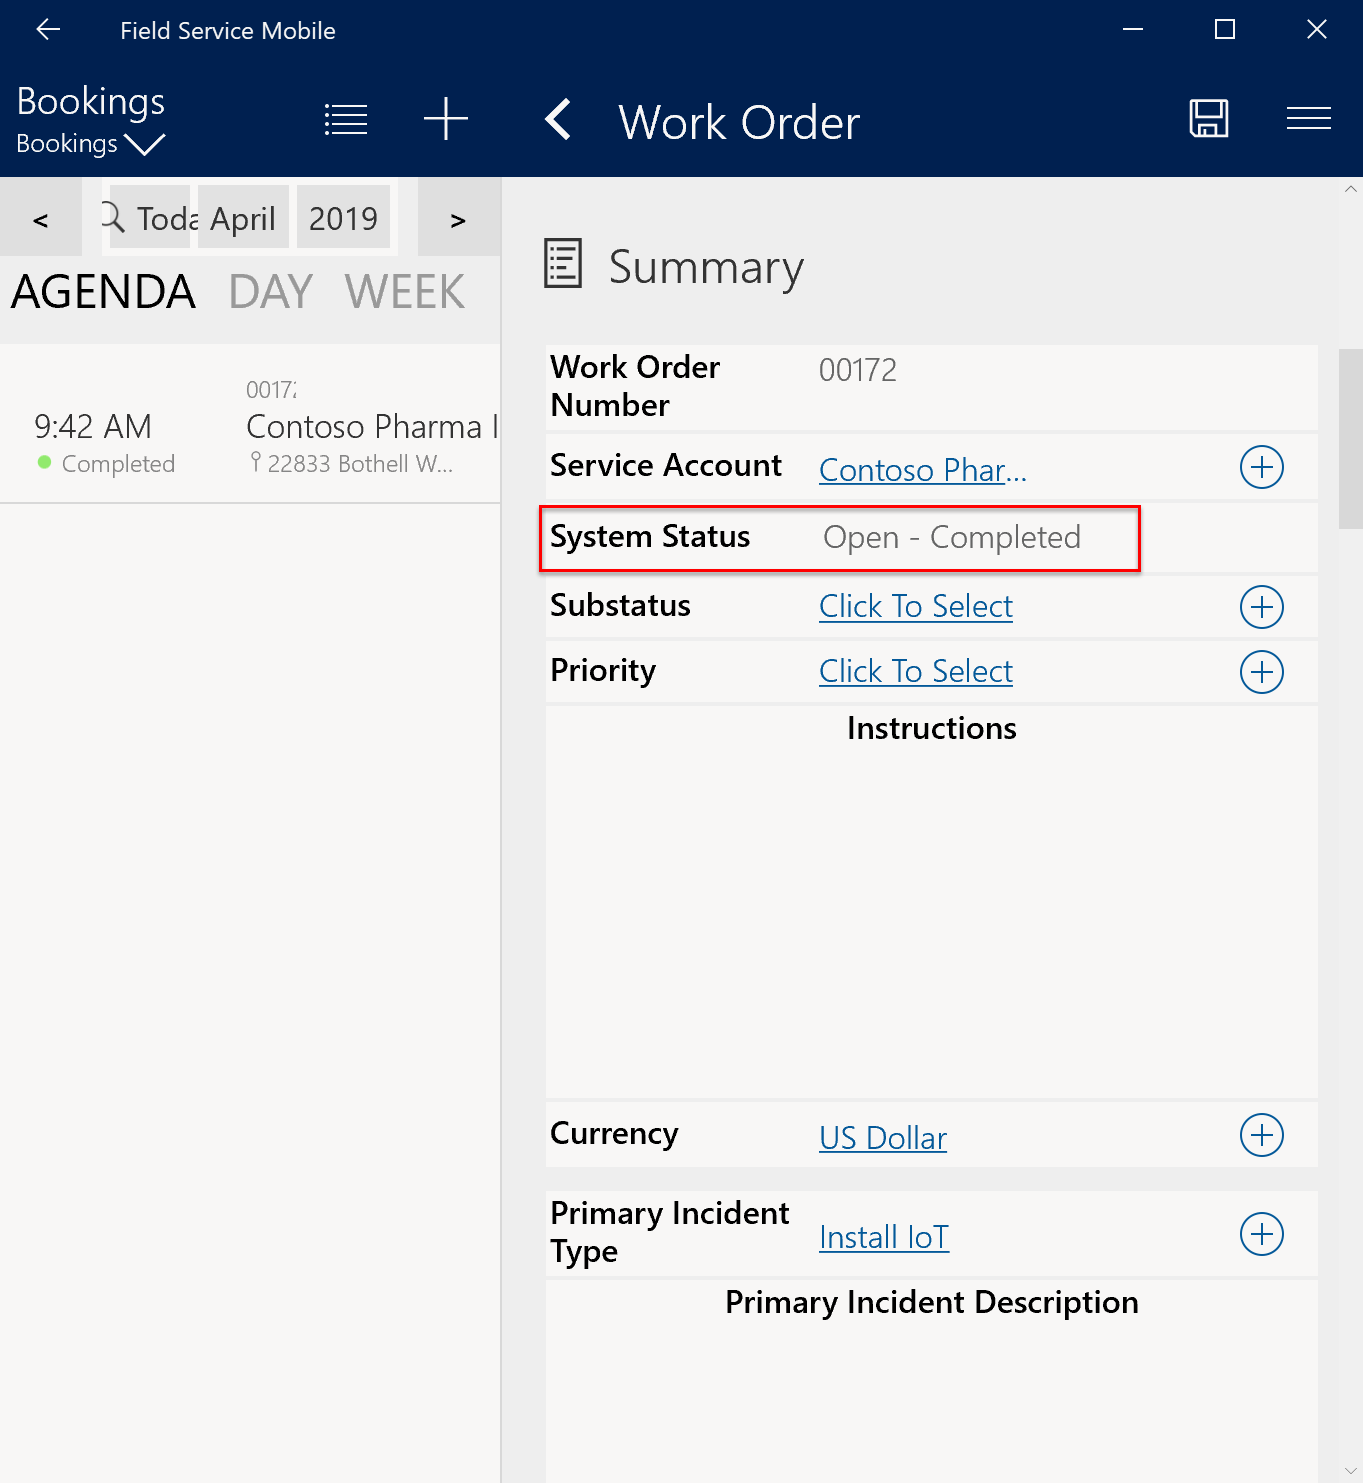 Field Service Mobile
Bookings
Bookings
Work Order
< Toda April 2019 >
AGENDA DAY WEEK
00172
9:42 AM Contoso Pharma I
Completed 22833 Bothell W...
Summary
Work Order
Number
00172
Service Account Contoso Phar...
System Status Open - Completed
Substatus Click To Select
Priority Click To Select
Instructions
Currency US Dollar
Primary Incident
Type
Install IoT
Primary Incident Description